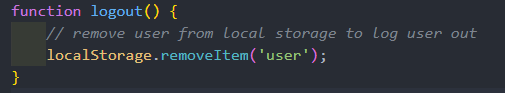 function logout() {
    // remove user from local storage to log user out
    localStorage.removeItem('user');
}